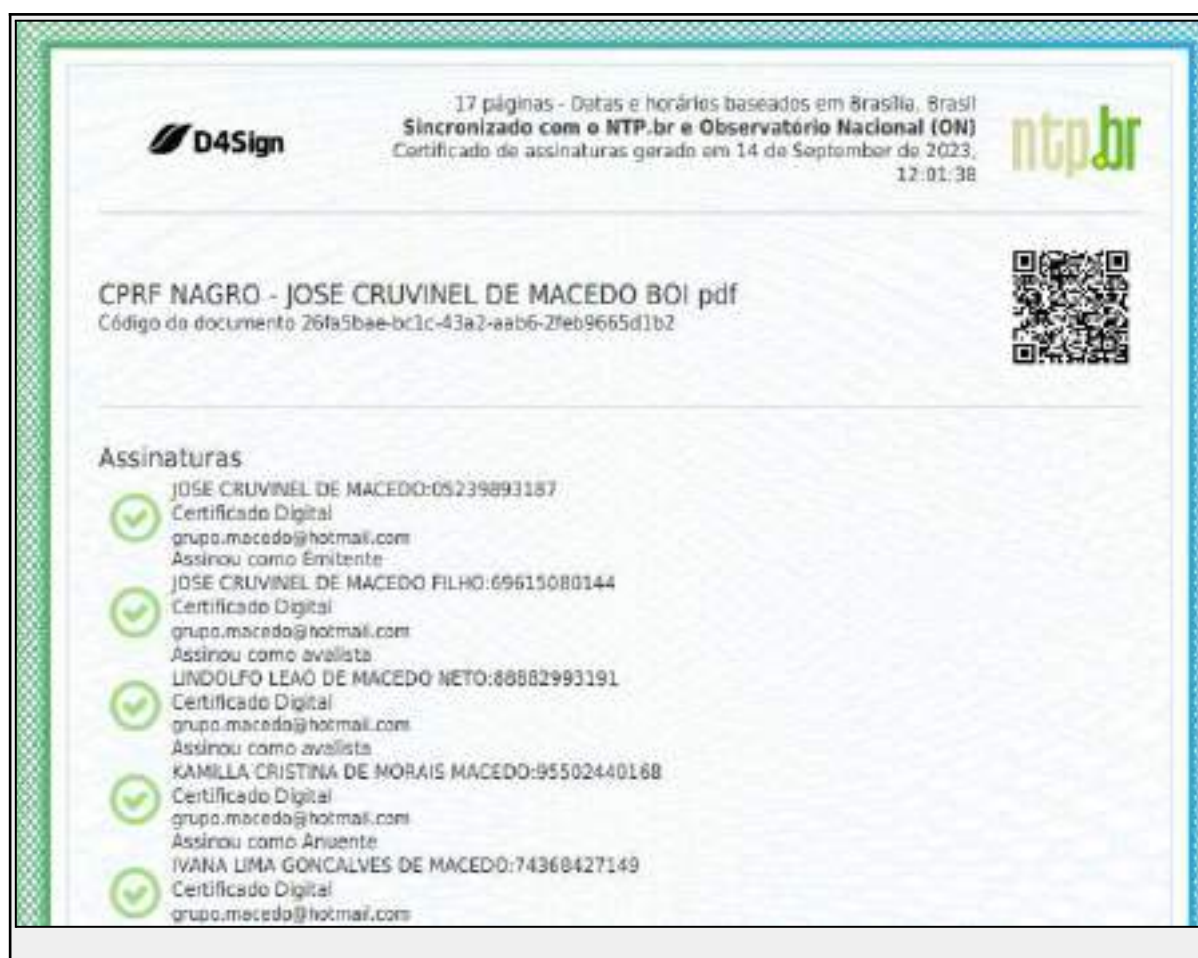 D4Sign
17 páginas - Datas e horários baseados em Brasília, Brasil
Sincronizado com o NTP.br e Observatório Nacional (ON)
Certificado de assinaturas gerado em 14 de September de 2023,
12:01:38
ntp.br
CPRF NAGRO - JOSE CRUVINEL DE MACEDO BOI pdf
Código do documento 26fa5bae-bc1c-43a2-aab6-2feb9665d1b2
Assinaturas
JOSE CRUVINEL DE MACEDO:05239893187
Certificado Digital
grupo.macedo@hotmail.com
Assinou como Emitente
JOSE CRUVINEL DE MACEDO FILHO:69615080144
Certificado Digital
grupo.macedo@hotmail.com
Assinou como avalista
LINDOLFO LEAO DE MACEDO NETO:88882993191
Certificado Digital
grupo.macedo@hotmail.com
Assinou como avalista
KAMILLA CRISTINA DE MORAIS MACEDO:95502440168
Certificado Digital
grupo.macedo@hotmail.com
Assinou como Anuente
IVANA LIMA GONCALVES DE MACEDO:74368427149
Certificado Digital
grupo.macedo@hotmail.com